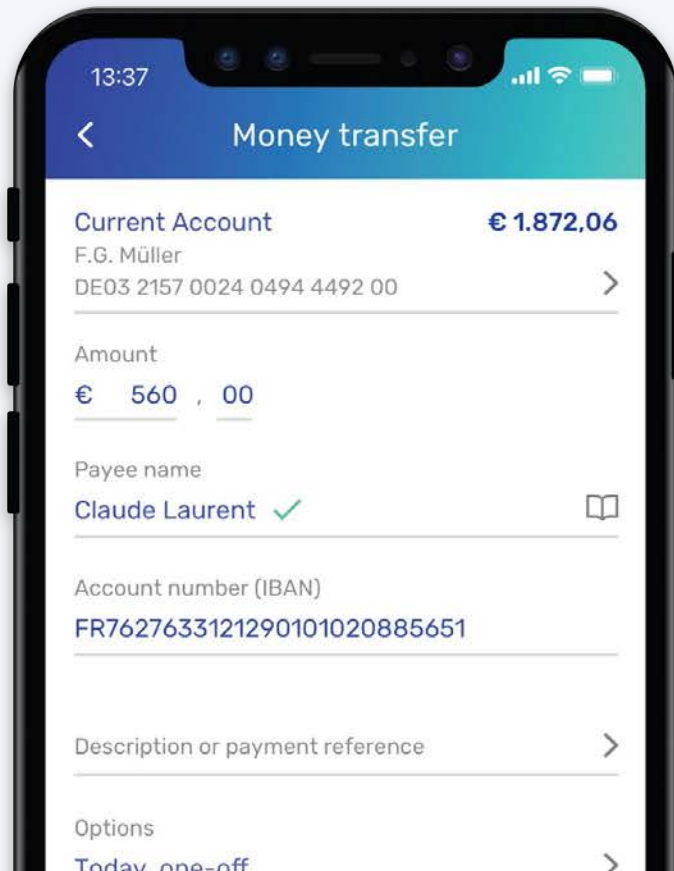 13:37
Money transfer
Current Account € 1.872,06
F.G. Müller
DE03 2157 0024 0494 4492 00
Amount
€ 560 , 00
Payee name
Claude Laurent
Account number (IBAN)
FR7627633121290101020885651
Description or payment reference
Options
Today, one-off